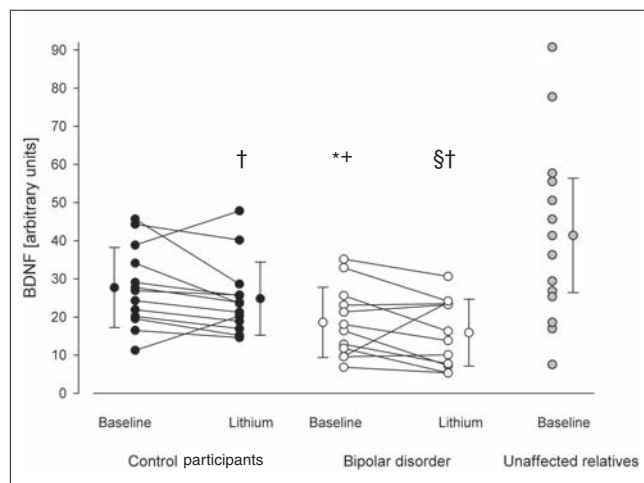 BDNF [arbitrary units]
90
80
70
60
50
40
30
20
10
0
† *+ §†
Baseline Lithium Baseline Lithium Baseline
Control participants Bipolar disorder Unaffected relatives